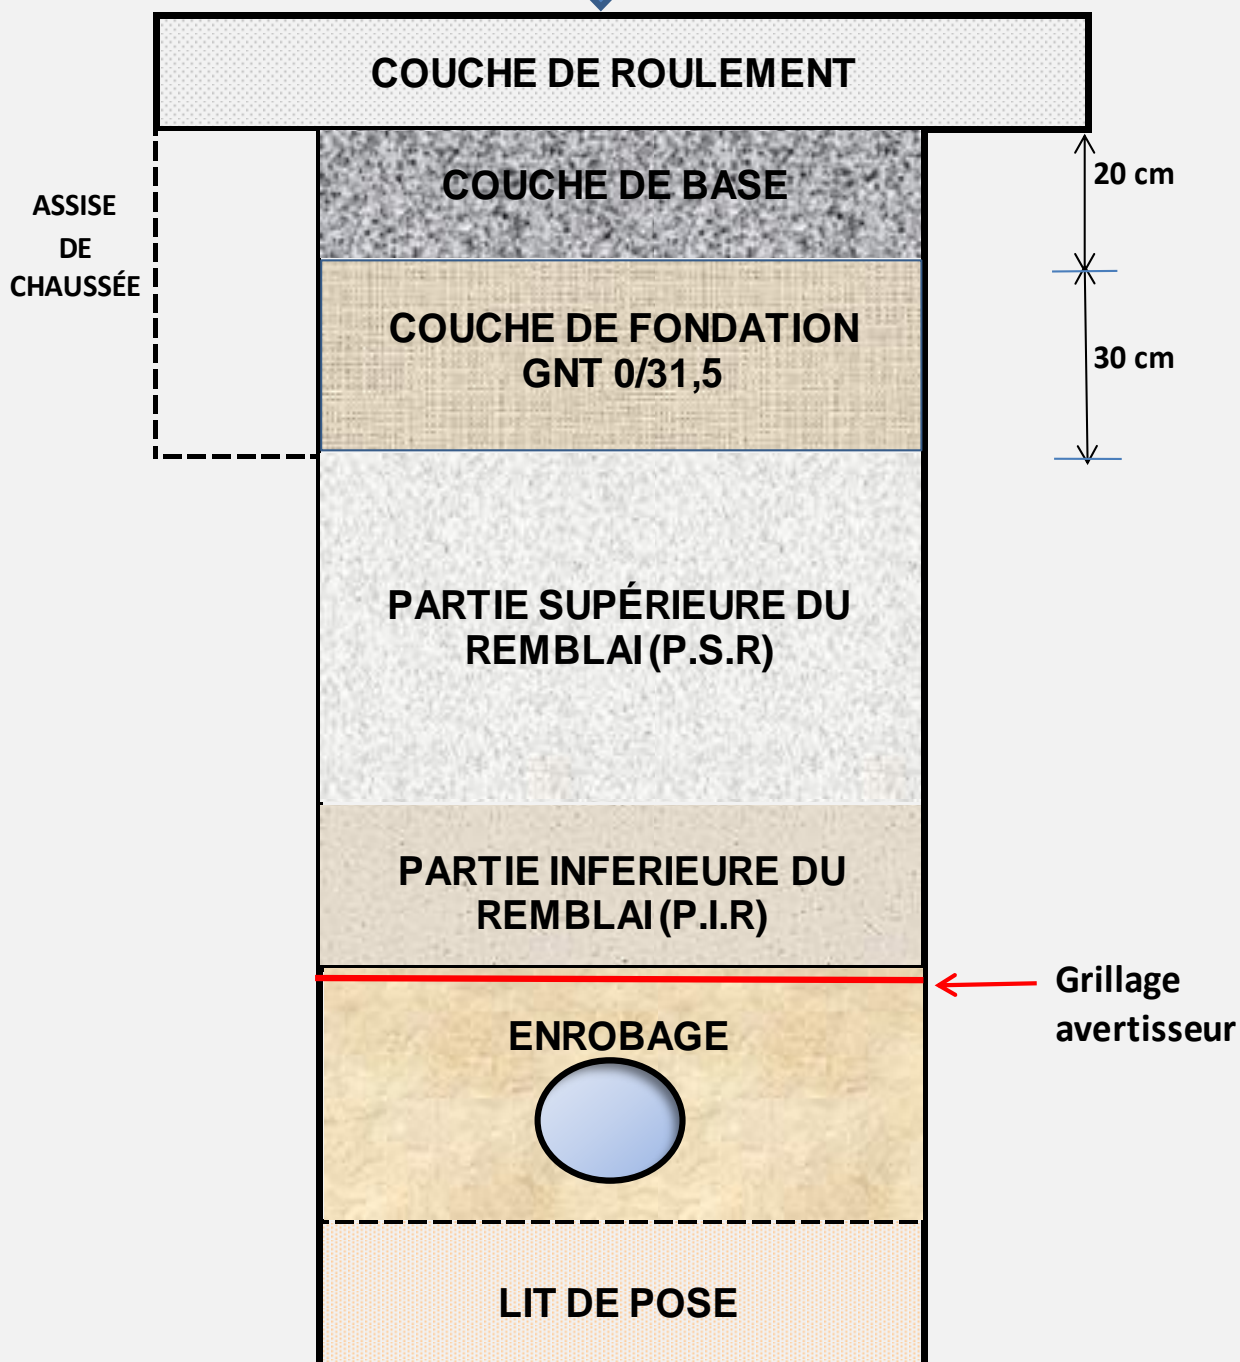 COUCHE DE ROULEMENT
COUCHE DE BASE
20 cm
ASSISE
DE
CHAUSSÉE
COUCHE DE FONDATION
GNT 0/31,5
30 cm
PARTIE SUPÉRIEURE DU
REMBLAI (P.S.R)
PARTIE INFERIEURE DU
REMBLAI (P.I.R)
Grillage
avertisseur
ENROBAGE
LIT DE POSE